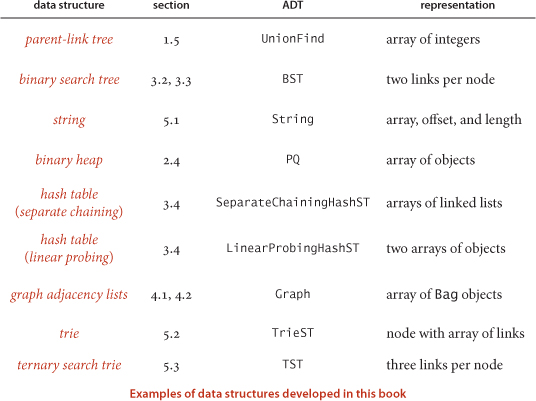 data structure section ADT representation
parent-link tree 1.5 UnionFind array of integers
binary search tree 3.2, 3.3 BST two links per node
string 5.1 String array, offset, and length
binary heap 2.4 PQ array of objects
hash table
(separate chaining) 3.4 SeparateChainingHashST arrays of linked lists
hash table
(linear probing) 3.4 LinearProbingHashST two arrays of objects
graph adjacency lists 4.1, 4.2 Graph array of Bag objects
trie 5.2 TrieST node with array of links
ternary search trie 5.3 TST three links per node
Examples of data structures developed in this book